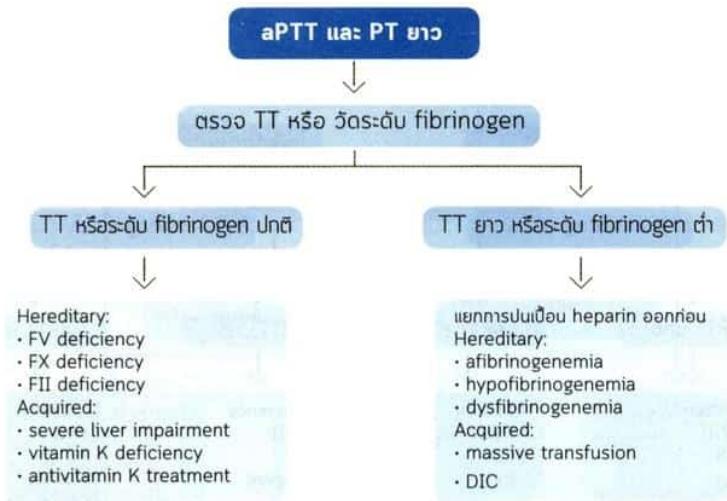 aPTT และ PT ยาว
ตรวจ TT หรือ วัดระดับ fibrinogen
TT หรือระดับ fibrinogen ปกติ
TT ยาว หรือระดับ fibrinogen ต่ำ
Hereditary:
· FV deficiency
· FX deficiency
· FII deficiency
Acquired:
· severe liver impairment
· vitamin K deficiency
· antivitamin K treatment
แยกการปนเปื้อน heparin ออกก่อน
Hereditary:
· afibrinogenemia
· hypofibrinogenemia
· dysfibrinogenemia
Acquired:
· massive transfusion
· DIC